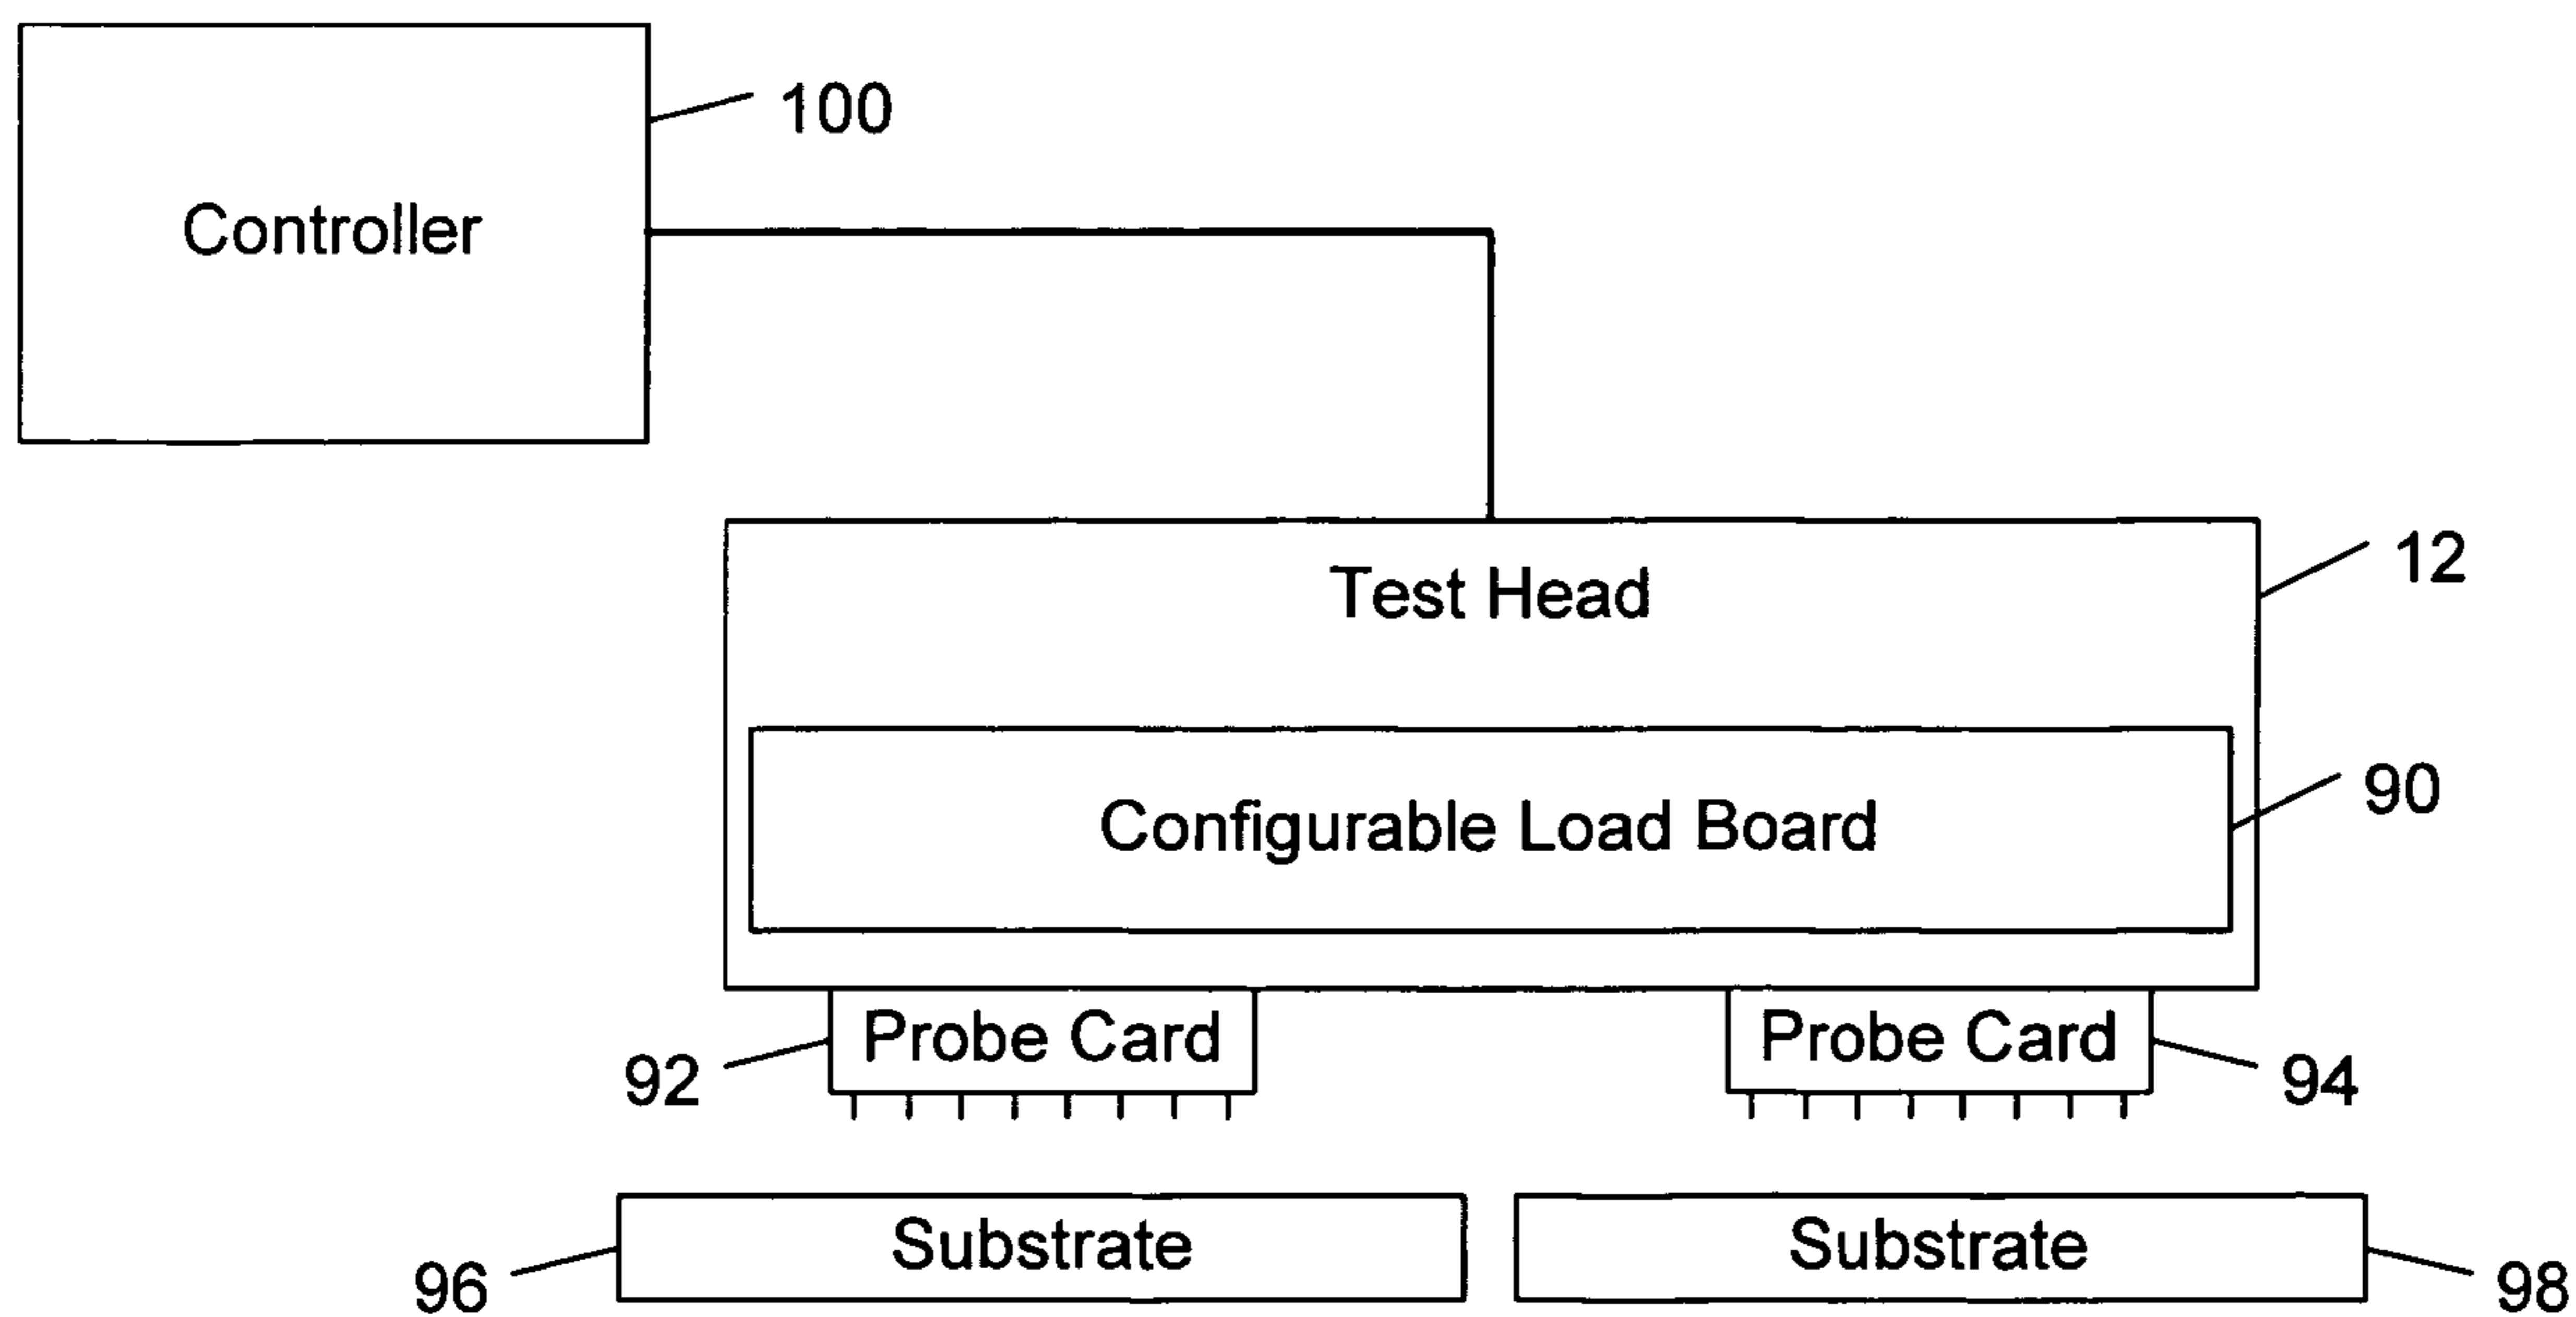 100
Controller
12
Test Head
90
Configurable Load Board
Probe Card
Probe Card
92
94
Substrate
Substrate
96
98